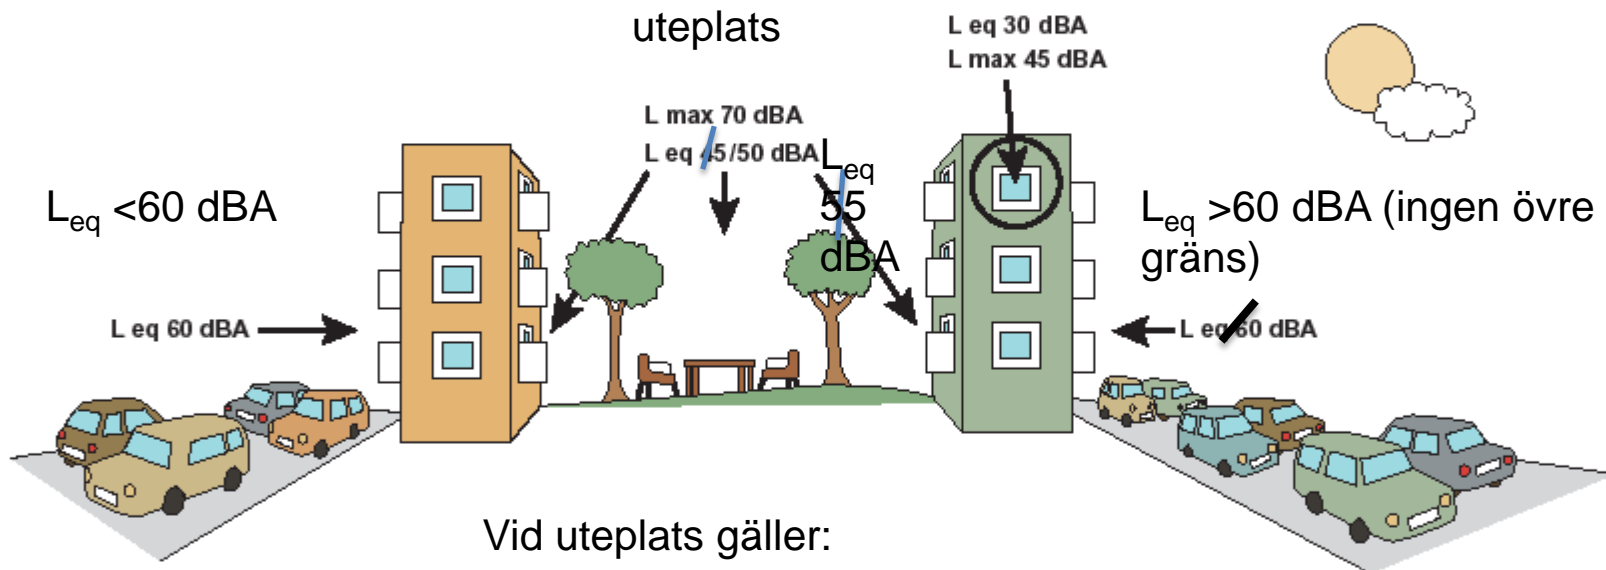 uteplats
L eq 30 dBA
L max 45 dBA
L max 70 dBA
L eq 45/50 dBA
Leq
55
dBA
Leq <60 dBA
Leq >60 dBA (ingen övre
gräns)
L eq 60 dBA
L eq 60 dBA
Vid uteplats gäller: